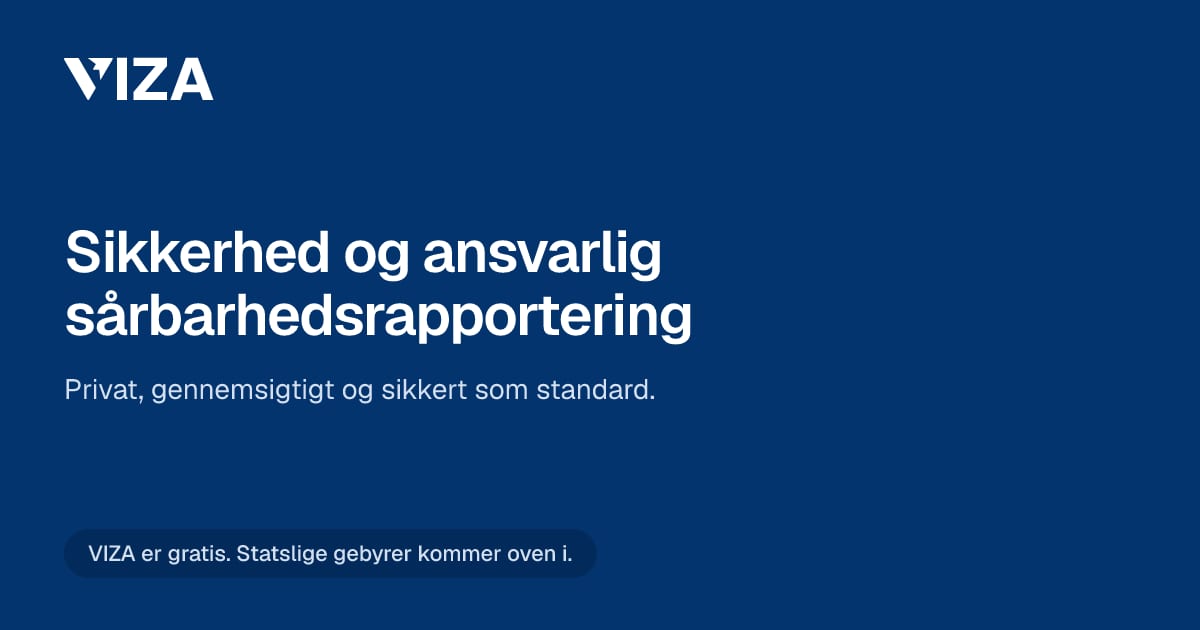 VIZA
Sikkerhed og ansvarlig
sårbarhedsrapportering
Privat, gennemsigtigt og sikkert som standard.
VIZA er gratis. Statslige gebyrer kommer oven i.